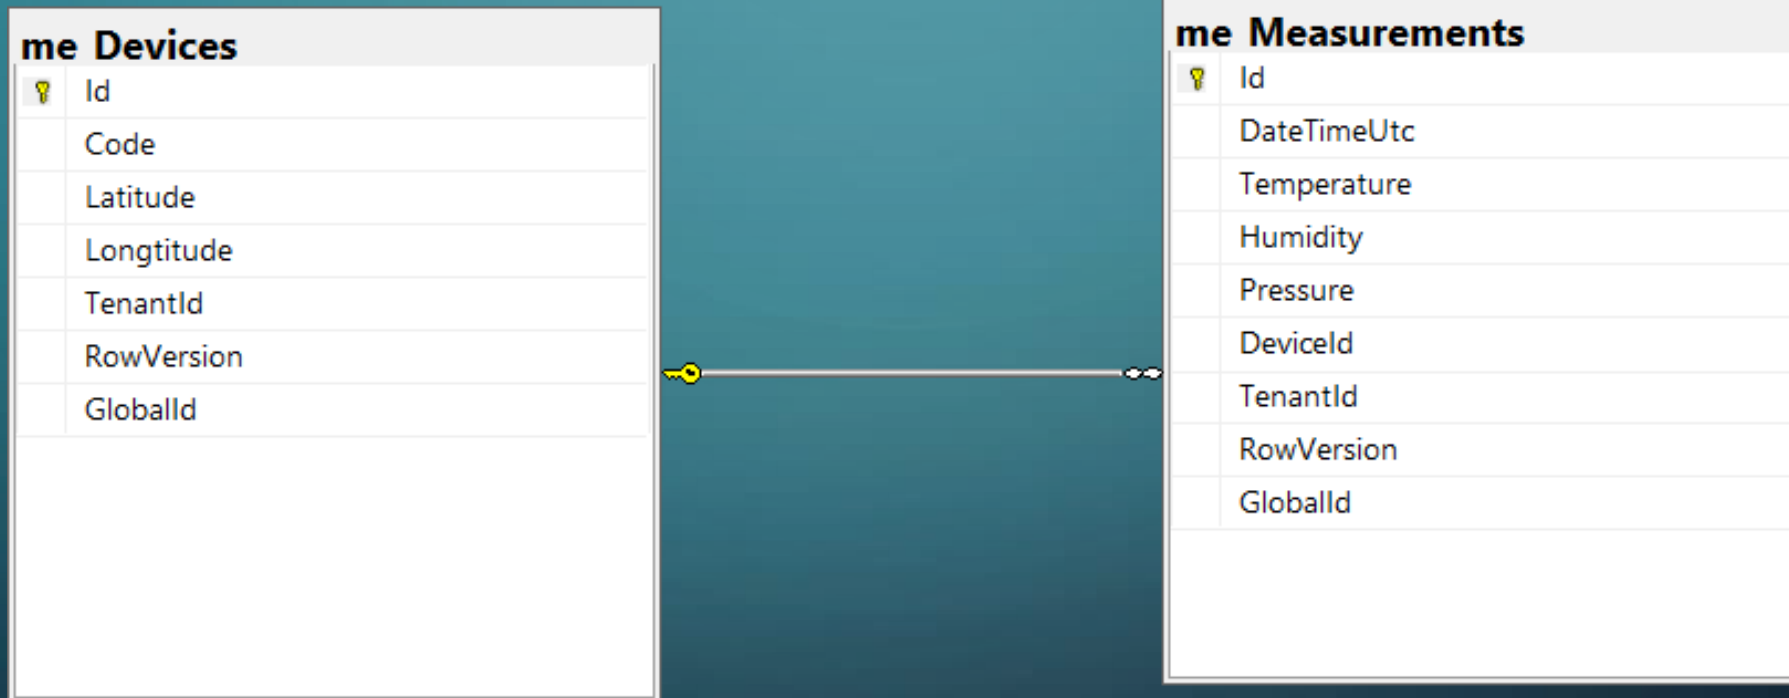 me Devices
Id
Code
Latitude
Longtitude
TenantId
RowVersion
GlobalId
me Measurements
Id
DateTimeUtc
Temperature
Humidity
Pressure
DeviceId
TenantId
RowVersion
GlobalId